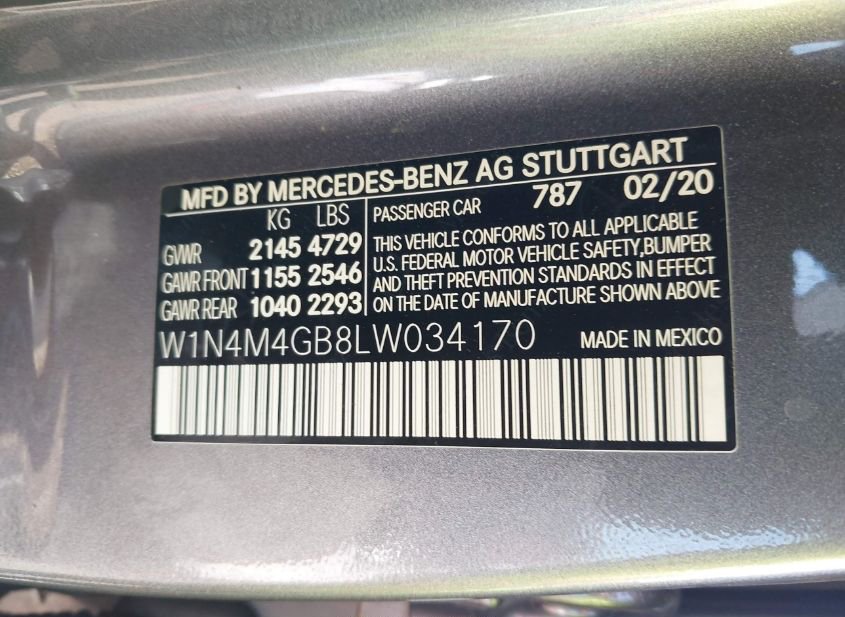 MFD BY MERCEDES-BENZ AG STUTTGART
KG LBS
GVWR 2145 4729
GAWR FRONT 1155 2546
GAWR REAR 1040 2293
PASSENGER CAR 787 02/20
THIS VEHICLE CONFORMS TO ALL APPLICABLE
U.S. FEDERAL MOTOR VEHICLE SAFETY,BUMPER
AND THEFT PREVENTION STANDARDS IN EFFECT
ON THE DATE OF MANUFACTURE SHOWN ABOVE
W1N4M4GB8LW034170 MADE IN MEXICO